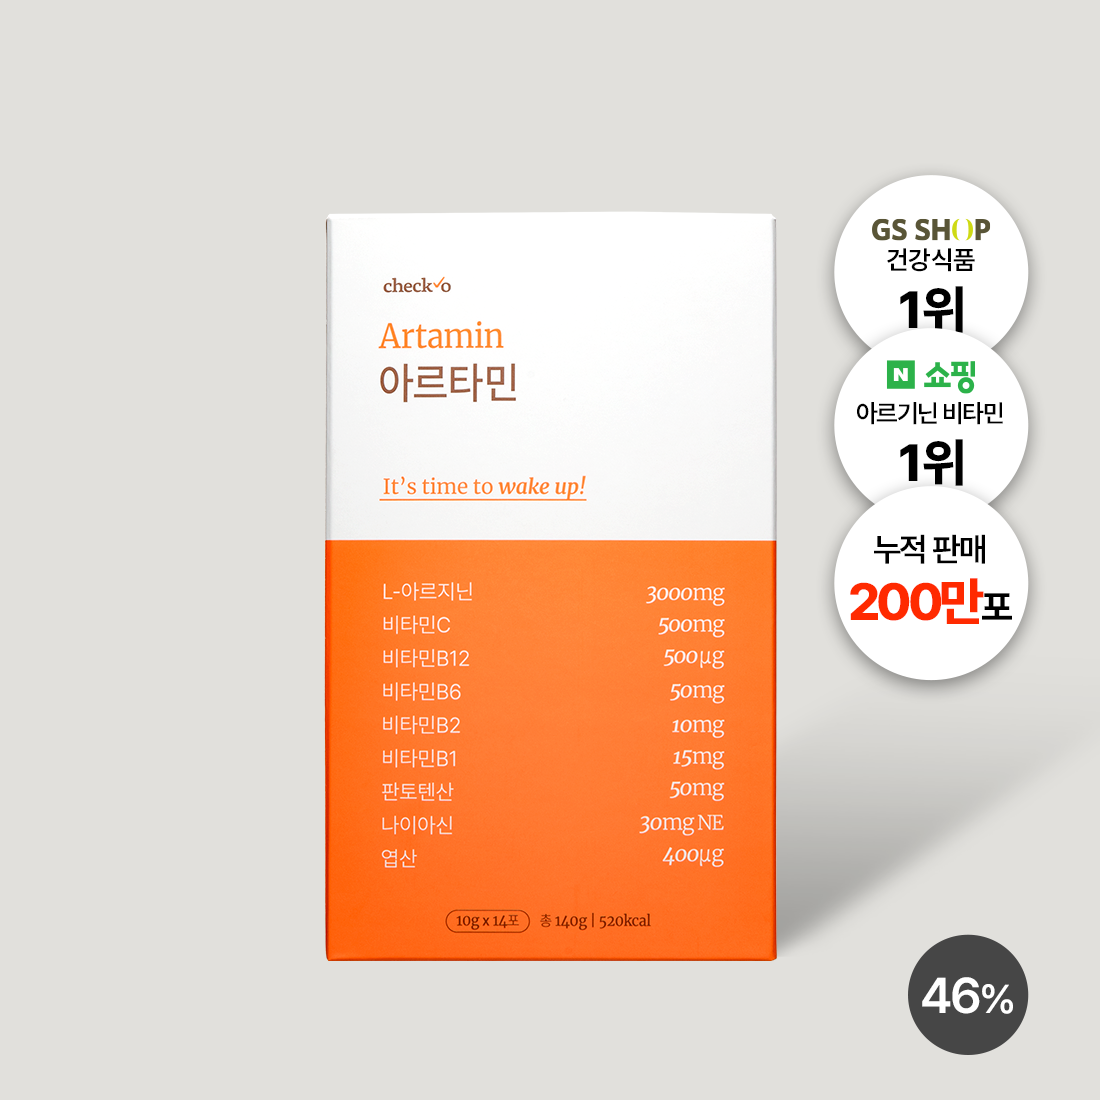 check✓o
Artamin
아르타민
It's time to wake up!
L-아르지닌 3000mg
비타민C 500mg
비타민B12 500µg
비타민B6 50mg
비타민B2 10mg
비타민B1 15mg
판토텐산 50mg
나이아신 30mg NE
엽산 400µg
10g x 14포 총 140g | 520kcal
GS SHOP
건강식품
1위
N 쇼핑
아르기닌 비타민
1위
누적 판매
200만포
46%